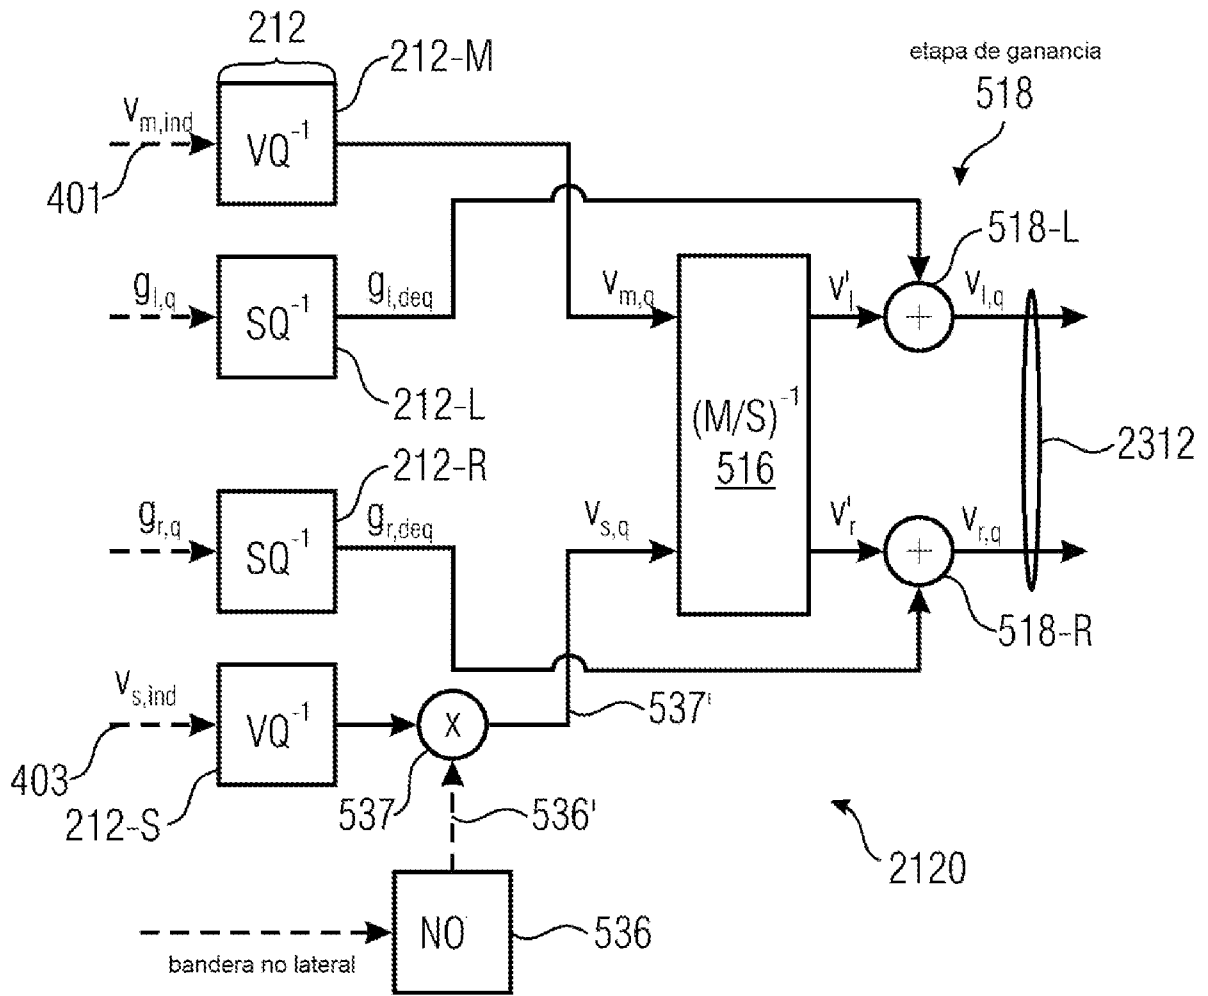 212
212-M
etapa de ganancia
518
v_m,ind
VQ^-1
401
518-L
g_l,q
SQ^-1
g_l,deq
v_m,q
v'_l
+
v_l,q
212-L
(M/S)^-1
516
2312
212-R
g_r,q
SQ^-1
g_r,deq
v_s,q
v'_r
+
v_r,q
518-R
v_s,ind
VQ^-1
X
537'
403
212-S
537
536'
2120
NO
536
bandera no lateral